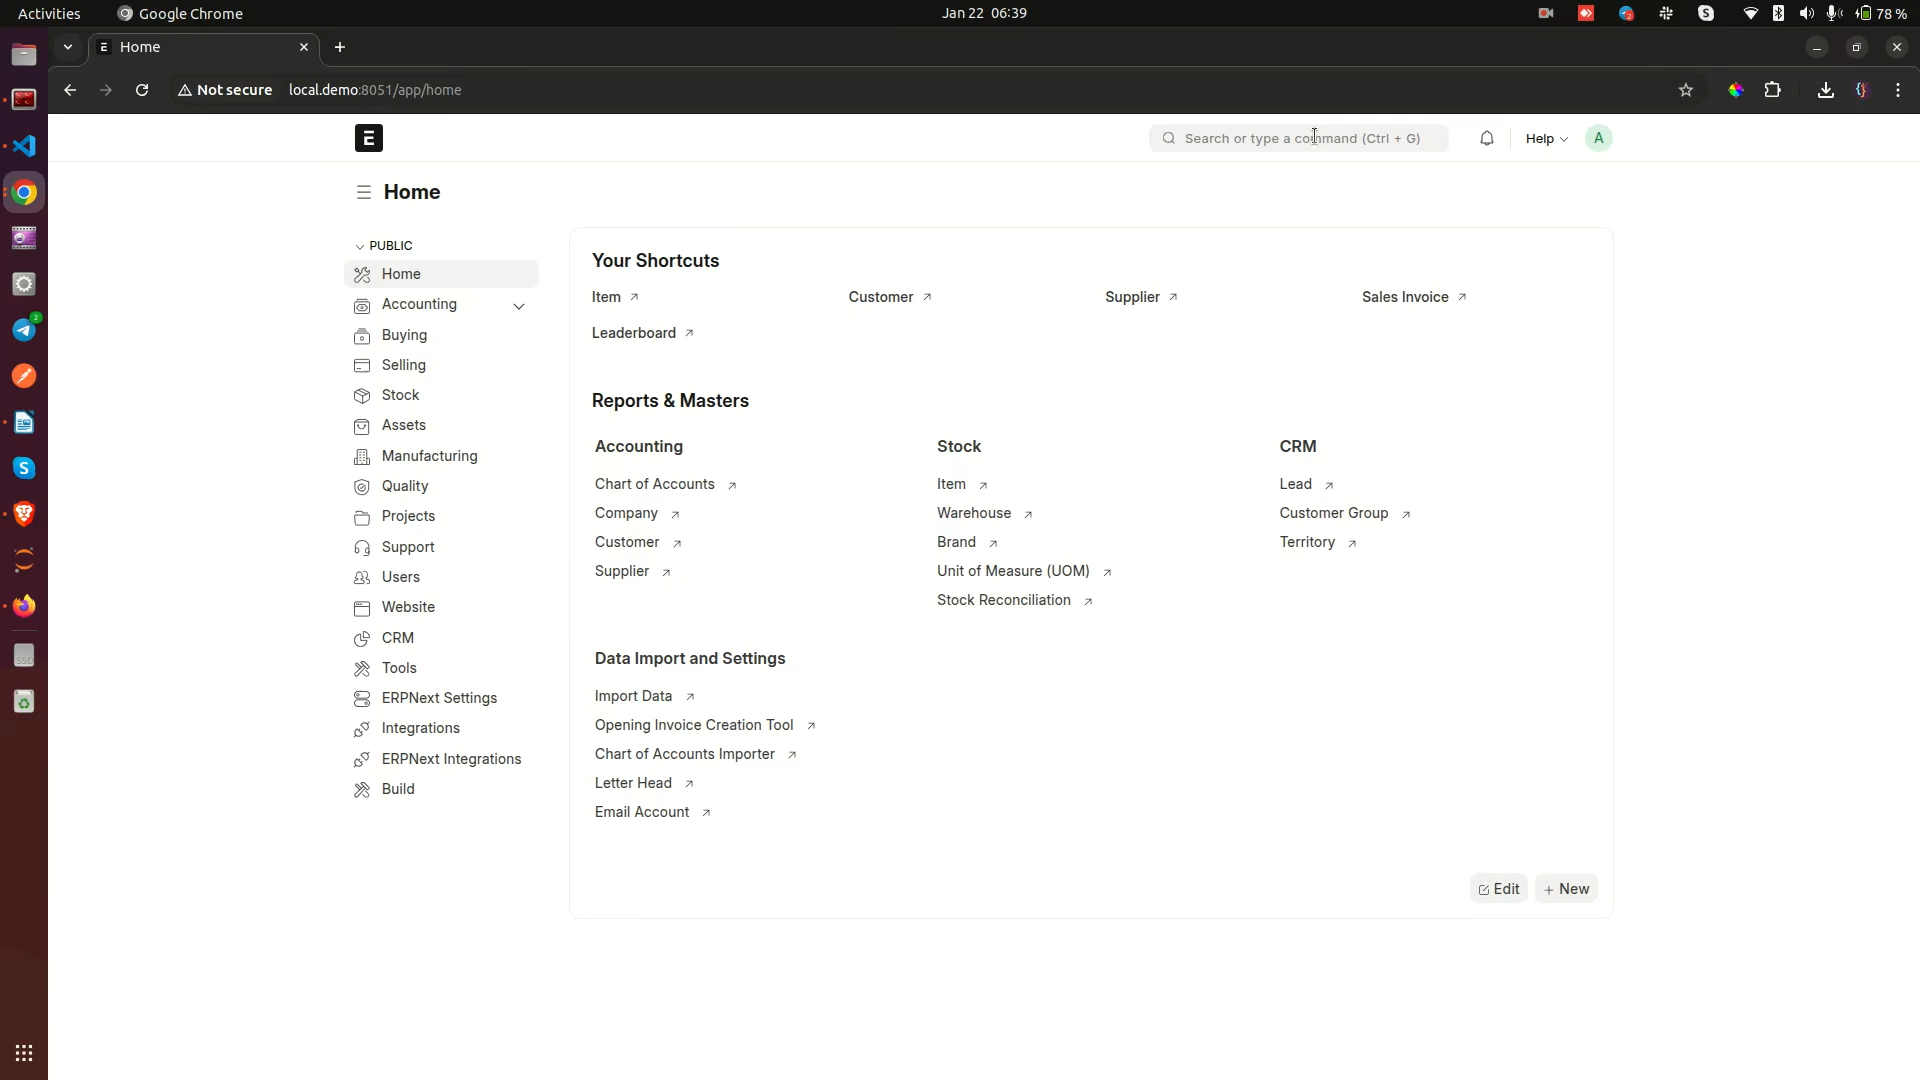 Activities Google Chrome Jan 22 06:39 78 %
Home
Not secure local.demo:8051/app/home
E Search or type a command (Ctrl + G) Help A
Home
PUBLIC
Home
Accounting
Buying
Selling
Stock
Assets
Manufacturing
Quality
Projects
Support
Users
Website
CRM
Tools
ERPNext Settings
Integrations
ERPNext Integrations
Build
Your Shortcuts
Item Customer Supplier Sales Invoice
Leaderboard
Reports & Masters
Accounting
Chart of Accounts
Company
Customer
Supplier
Stock
Item
Warehouse
Brand
Unit of Measure (UOM)
Stock Reconciliation
CRM
Lead
Customer Group
Territory
Data Import and Settings
Import Data
Opening Invoice Creation Tool
Chart of Accounts Importer
Letter Head
Email Account
Edit + New